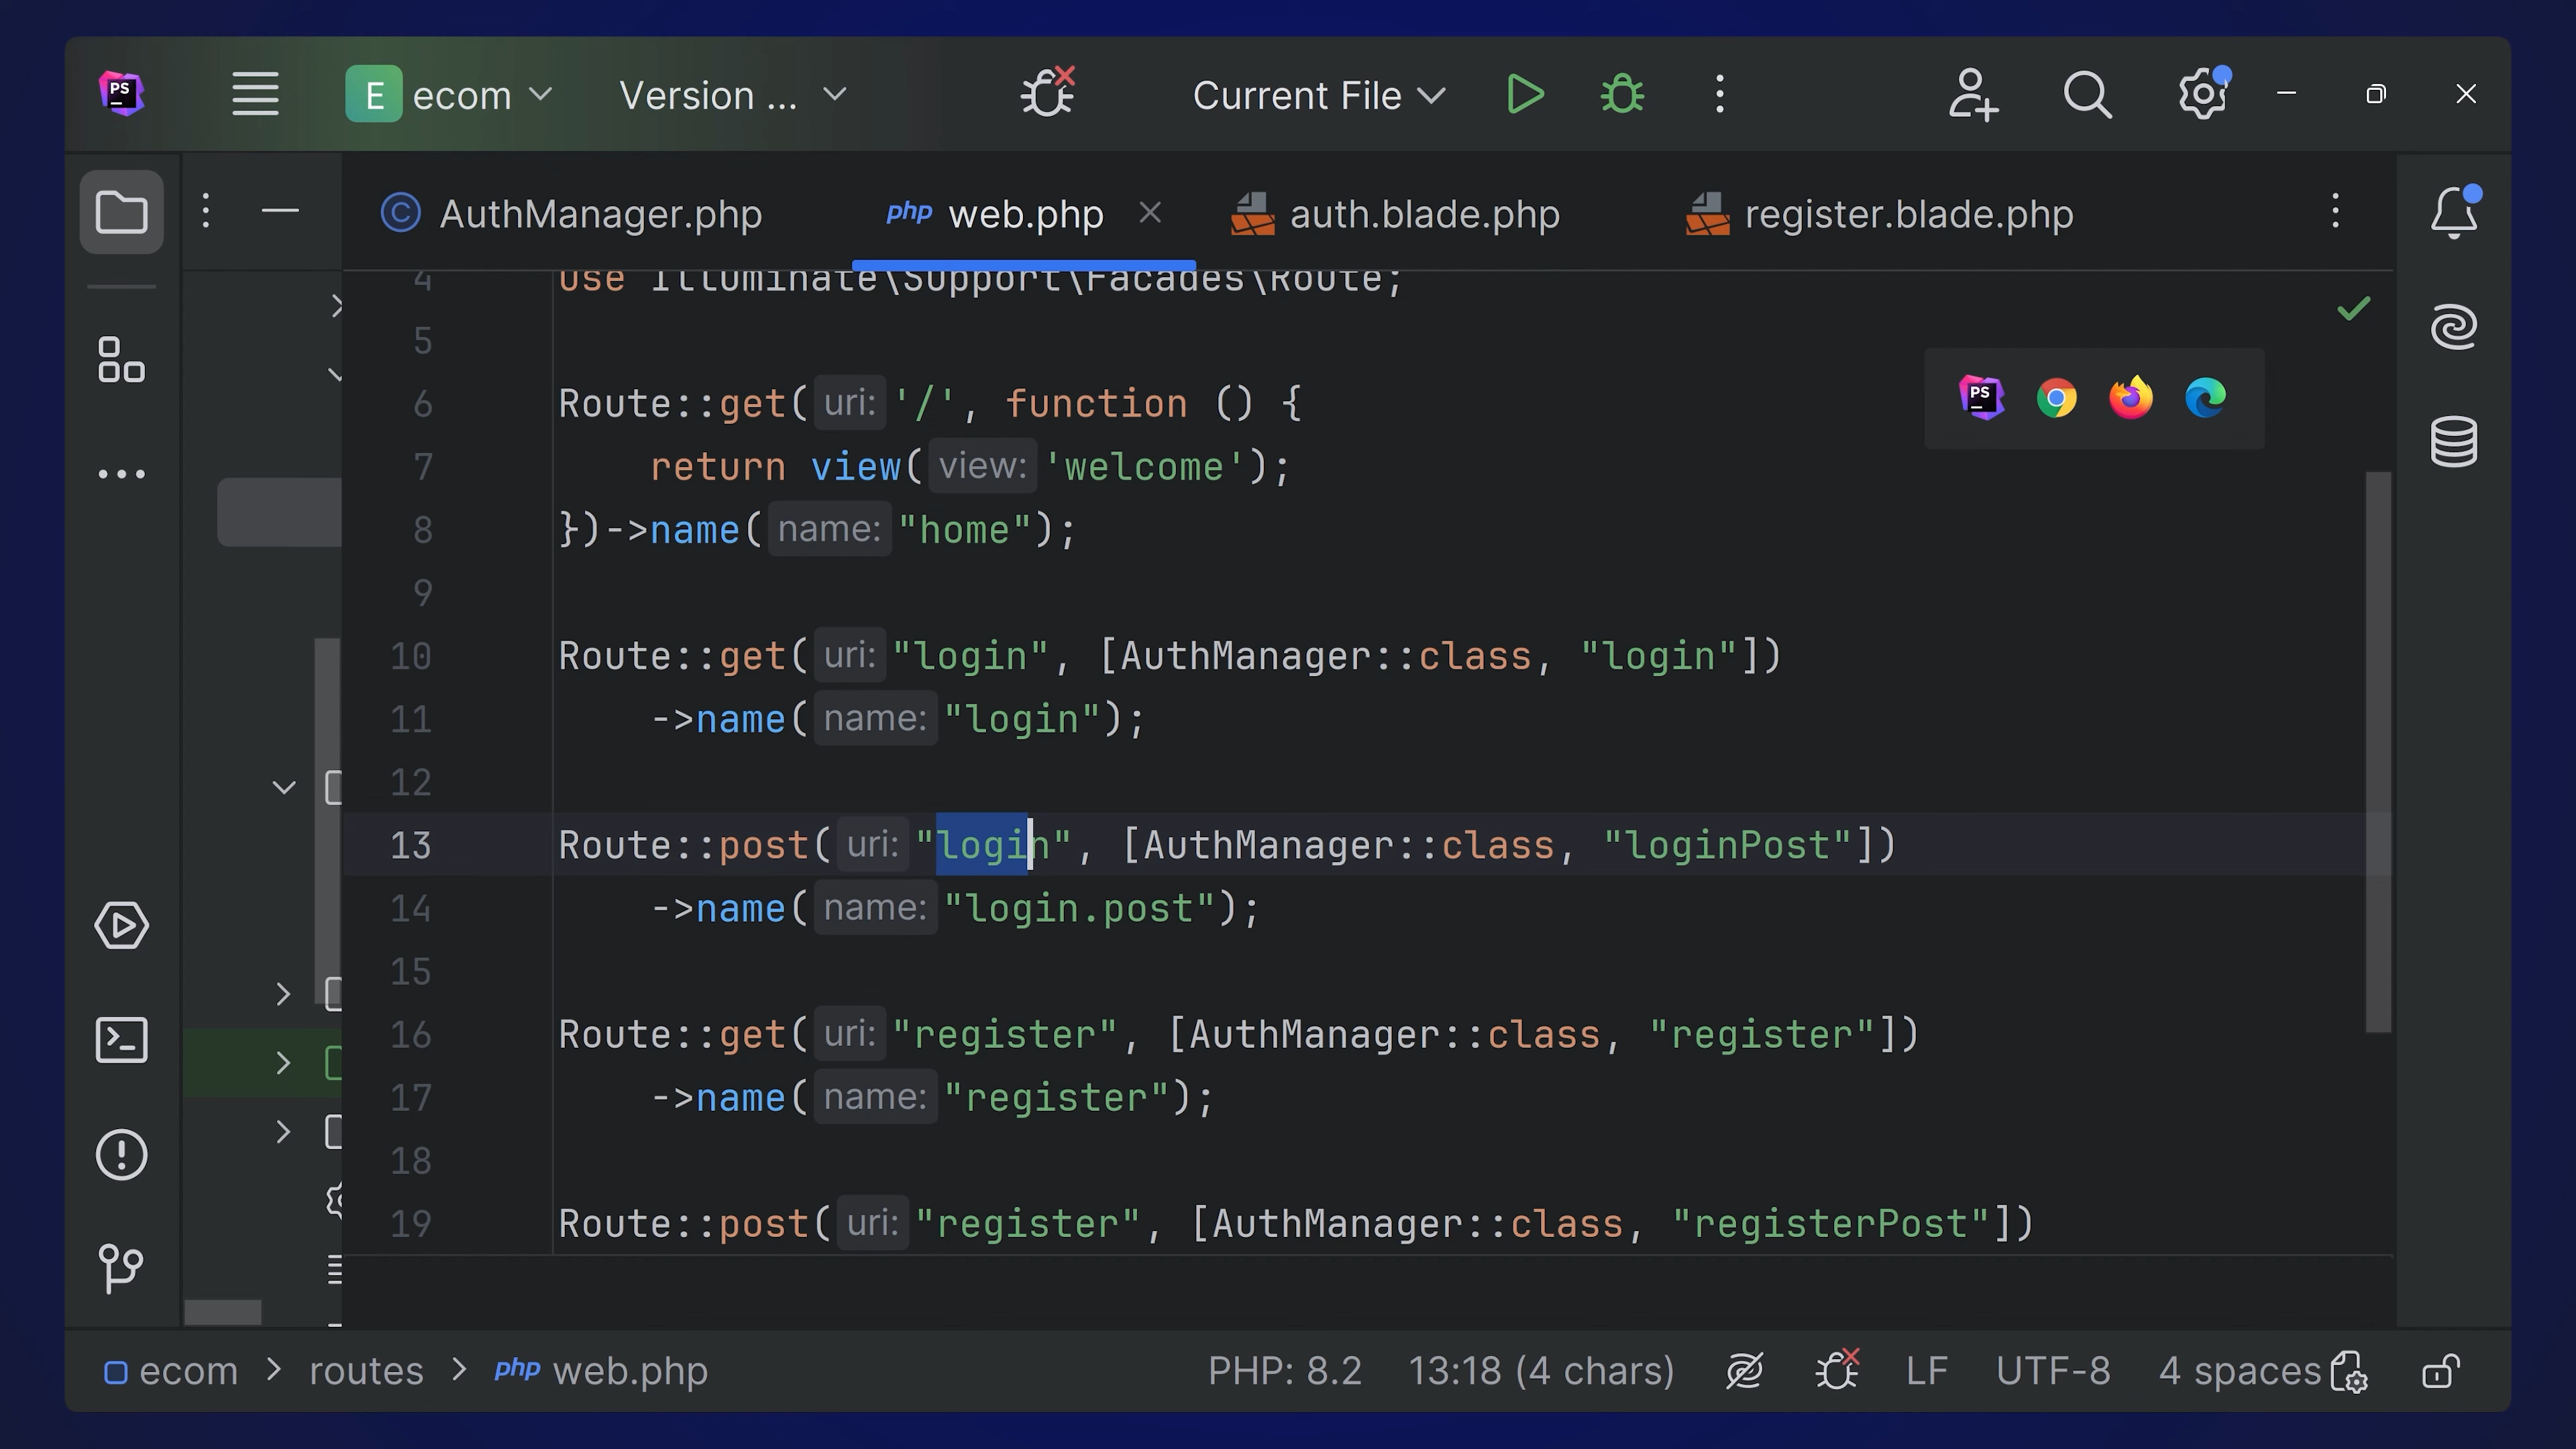 PS
E ecom Version ... Current File
AuthManager.php php web.php auth.blade.php register.blade.php
4 use Illuminate\Support\Facades\Route;
5
6 Route::get( uri: '/', function () {
7 return view( view: 'welcome');
8 })->name( name: "home");
9
10 Route::get( uri: "login", [AuthManager::class, "login"])
11 ->name( name: "login");
12
13 Route::post( uri: "login", [AuthManager::class, "loginPost"])
14 ->name( name: "login.post");
15
16 Route::get( uri: "register", [AuthManager::class, "register"])
17 ->name( name: "register");
18
19 Route::post( uri: "register", [AuthManager::class, "registerPost"])
ecom > routes > php web.php PHP: 8.2 13:18 (4 chars) LF UTF-8 4 spaces